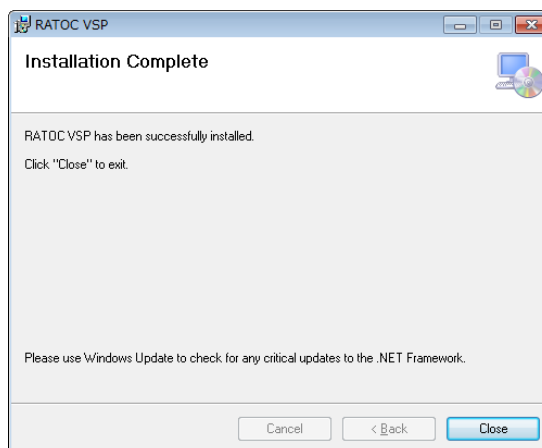 RATOC VSP
Installation Complete
RATOC VSP has been successfully installed.
Click "Close" to exit.
Please use Windows Update to check for any critical updates to the .NET Framework.
Cancel
< Back
Close